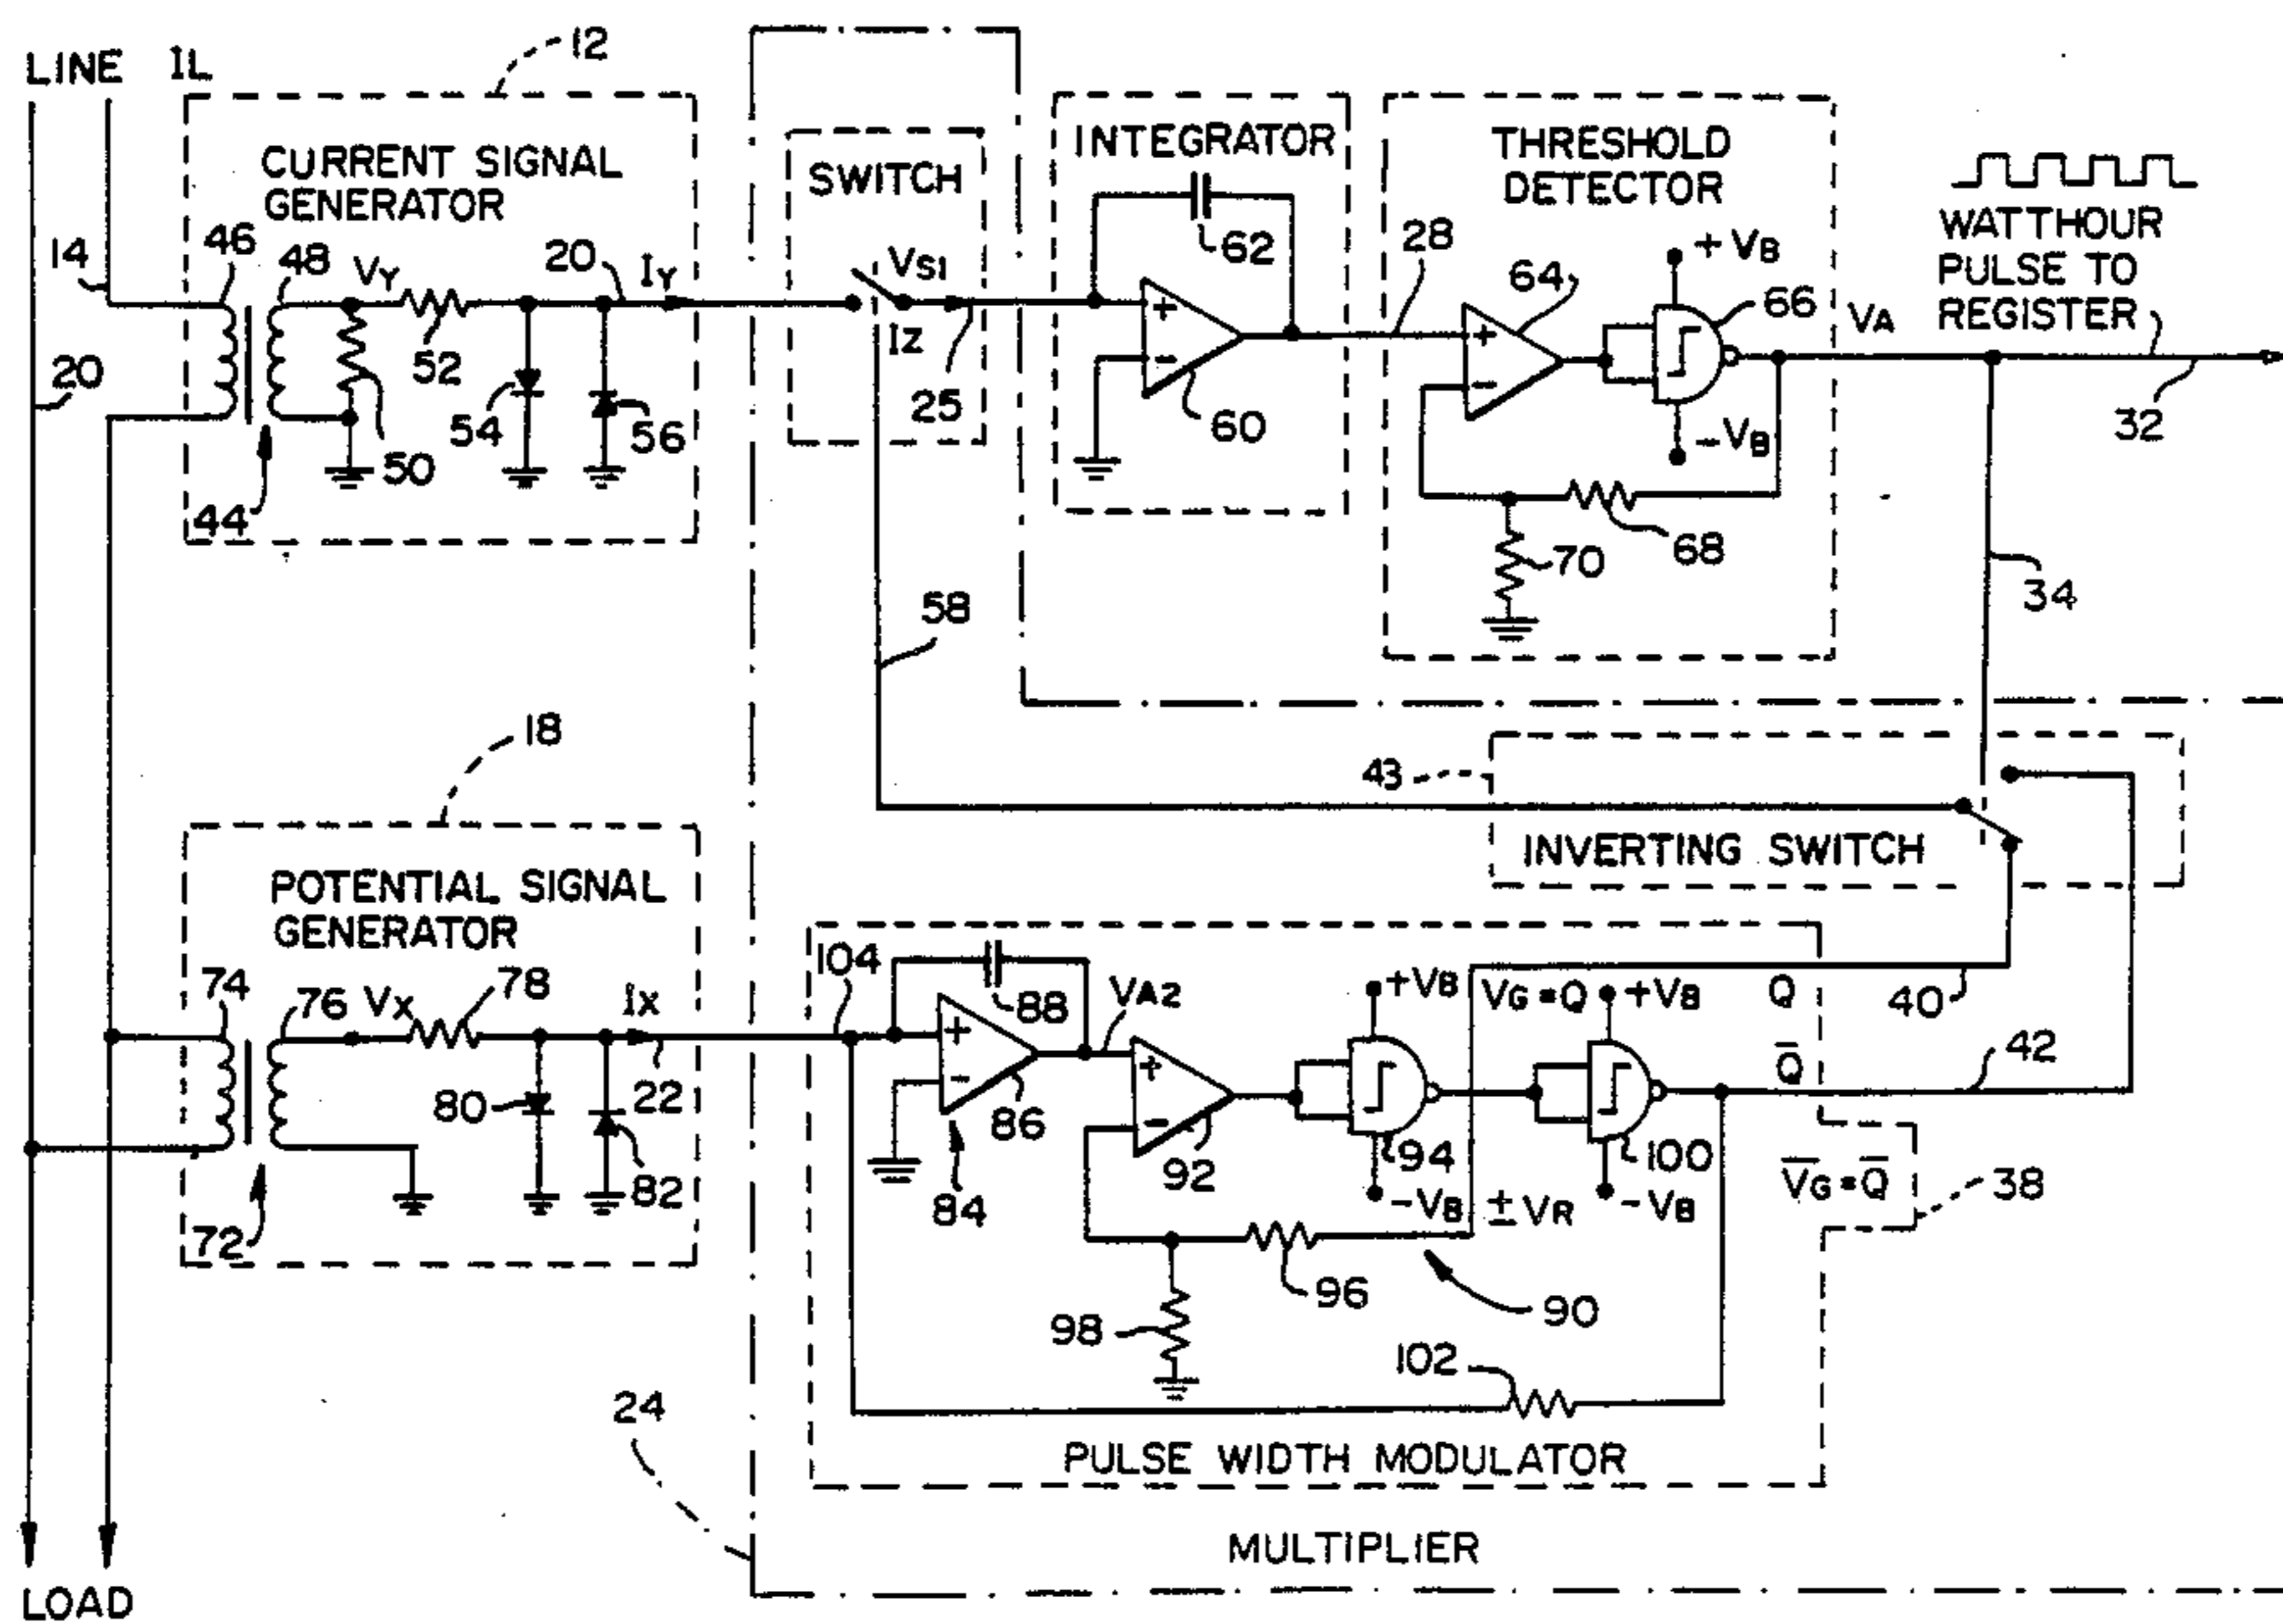 LINE IL
12
CURRENT SIGNAL
GENERATOR
14
46
48
VY
20
IY
52
54
56
50
44
20
SWITCH
VS1
IZ
25
58
INTEGRATOR
62
60
THRESHOLD
DETECTOR
28
64
+
-
+
-
+VB
66
-VB
68
70
VA
WATTHOUR
PULSE TO
REGISTER
32
34
18
POTENTIAL SIGNAL
GENERATOR
74
76
VX
78
IX
22
80
82
72
43
INVERTING SWITCH
104
88
VA2
+
-
86
84
+
-
92
+VB
94
-VB
±VR
VG=Q
+VB
Q
40
Q̅
42
100
-VB
V̅G=Q̅
38
96
98
90
102
24
PULSE WIDTH MODULATOR
MULTIPLIER
LOAD